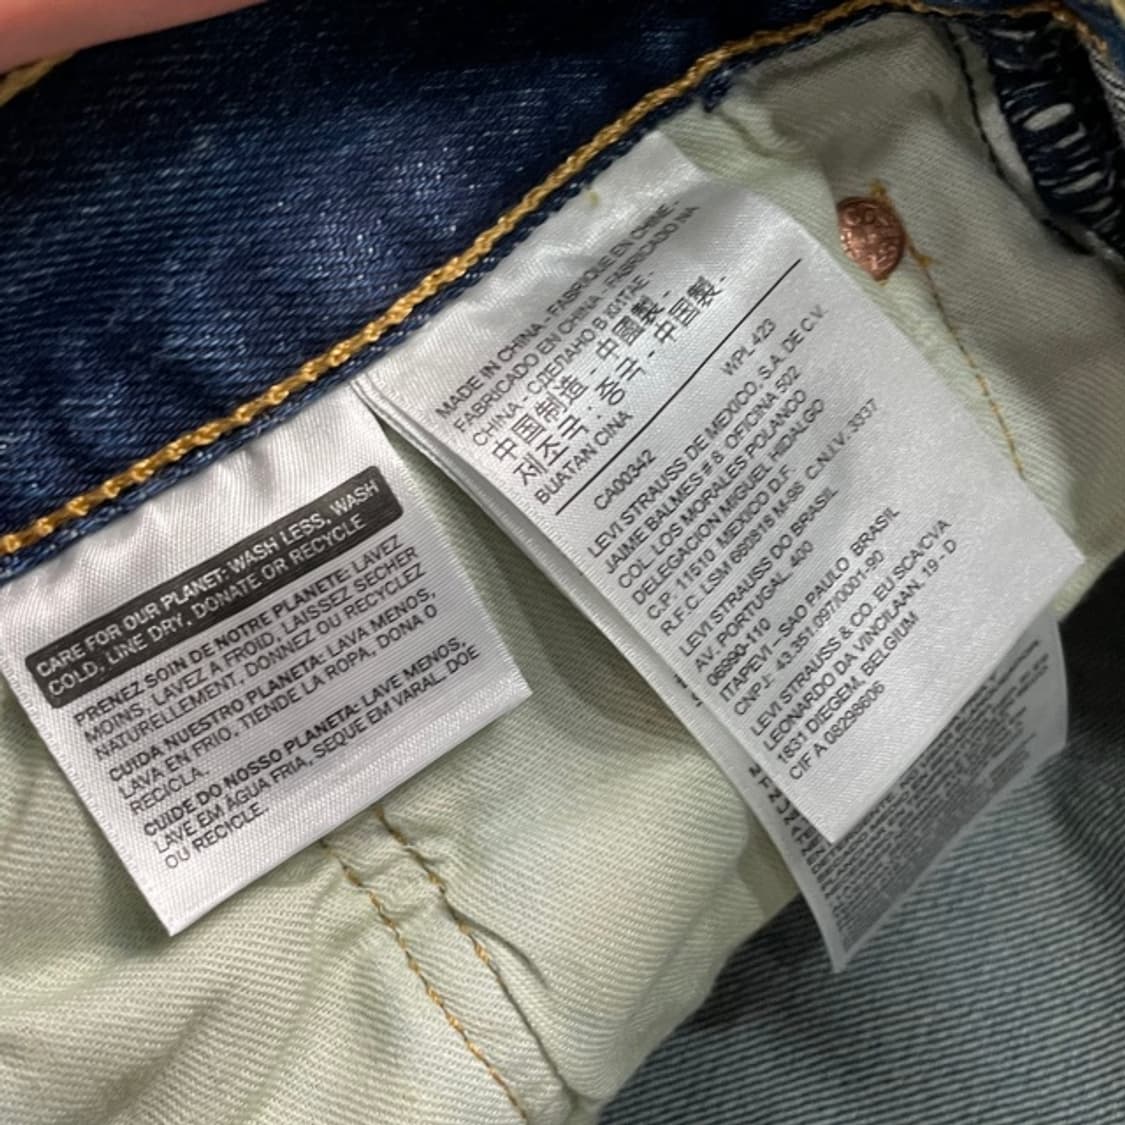 CARE FOR OUR PLANET: WASH LESS, WASH
COLD, LINE DRY, DONATE OR RECYCLE
PRENEZ SOIN DE NOTRE PLANETE: LAVEZ
MOINS, LAVEZ A FROID, LAISSEZ SECHER
NATURELLEMENT, DONNEZ OU RECYCLEZ
CUIDA NUESTRO PLANETA: LAVA MENOS,
LAVA EN FRIO, TIENDE LA ROPA, DONA O
RECICLA.
CUIDE DO NOSSO PLANETA: LAVE MENOS,
LAVE EM ÁGUA FRIA, SEQUE EM VARAL, DOE
OU RECICLE.
MADE IN CHINA - FABRIQUE EN CHINE -
FABRICADO EN CHINA - FABRICADO NA
CHINA - СДЕЛАНО В КИТАЕ -
中国制造 - 中國製 -
제조국 : 중국 - 中国製 -
BUATAN CINA
WPL 423
CA00342
LEVI STRAUSS DE MEXICO, S.A. DE C.V.
JAIME BALMES # 8 OFICINA 502
COL. LOS MORALES POLANCO
DELEGACION MIGUEL HIDALGO
C.P. 11510 MEXICO D.F.
R.F.C. LSM 650818 M-98 C.N.I.V. 3337
LEVI STRAUSS DO BRASIL
AV. PORTUGAL, 400
06690-110
ITAPEVI - SAO PAULO BRASIL
CNPJ: 43.351.097/0001-90
LEVI STRAUSS & CO. EU SCA/CVA
LEONARDO DA VINCILAAN, 19 - D
1831 DIEGEM, BELGIUM
CIF A 08298606